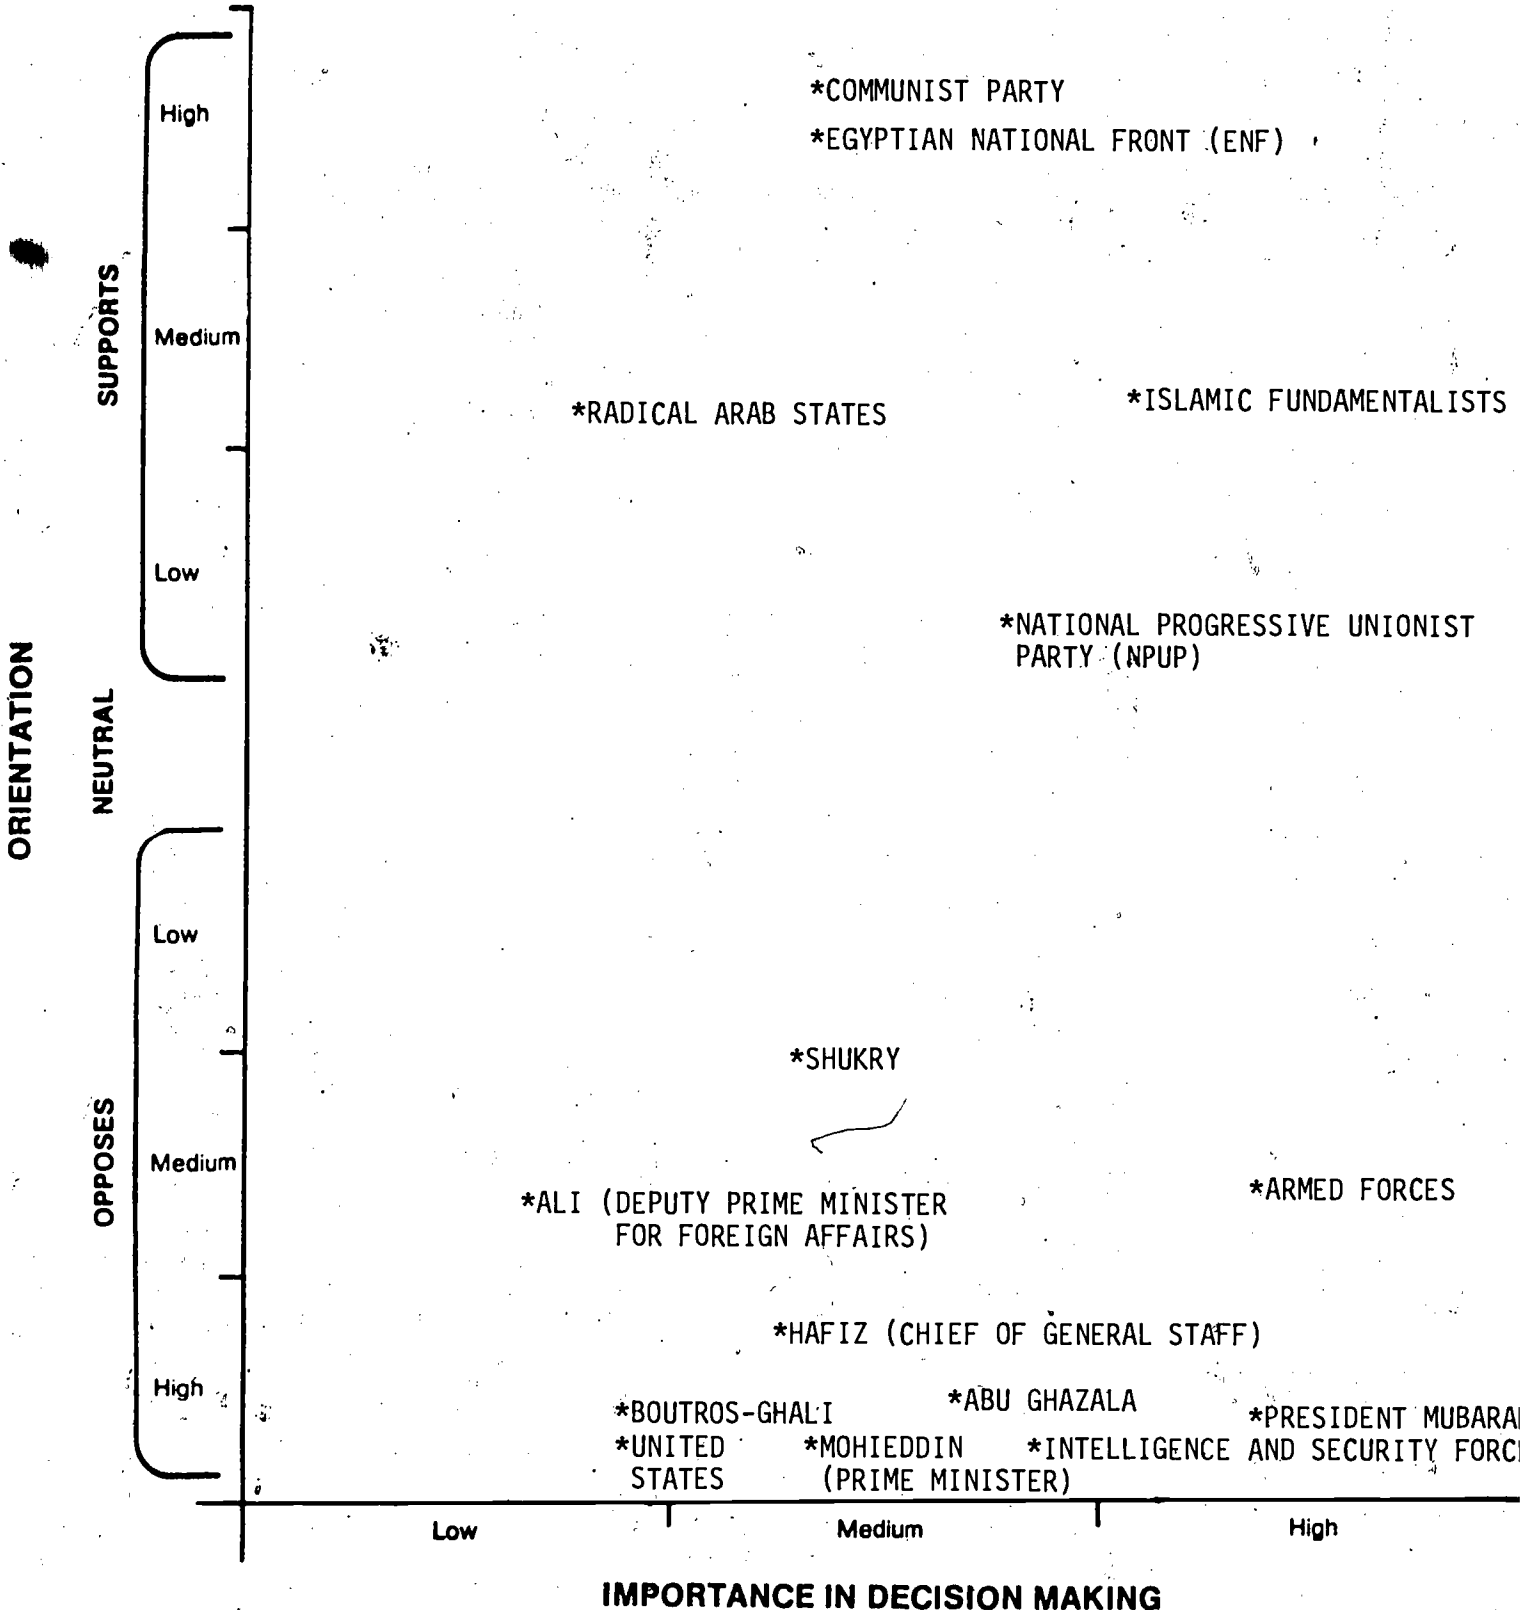 High
*COMMUNIST PARTY
*EGYPTIAN NATIONAL FRONT (ENF)
SUPPORTS
Medium
*RADICAL ARAB STATES
*ISLAMIC FUNDAMENTALISTS
Low
*NATIONAL PROGRESSIVE UNIONIST
PARTY (NPUP)
ORIENTATION
NEUTRAL
Low
*SHUKRY
OPPOSES
Medium
*ALI (DEPUTY PRIME MINISTER
FOR FOREIGN AFFAIRS)
*ARMED FORCES
*HAFIZ (CHIEF OF GENERAL STAFF)
High
*ABU GHAZALA
*BOUTROS-GHALI
*PRESIDENT
*UNITED
STATES
*MOHIEDDIN
(PRIME MINISTER)
*INTELLIGENCE AND SECURITY
Low
Medium
High
IMPORTANCE IN DECISION MAKING